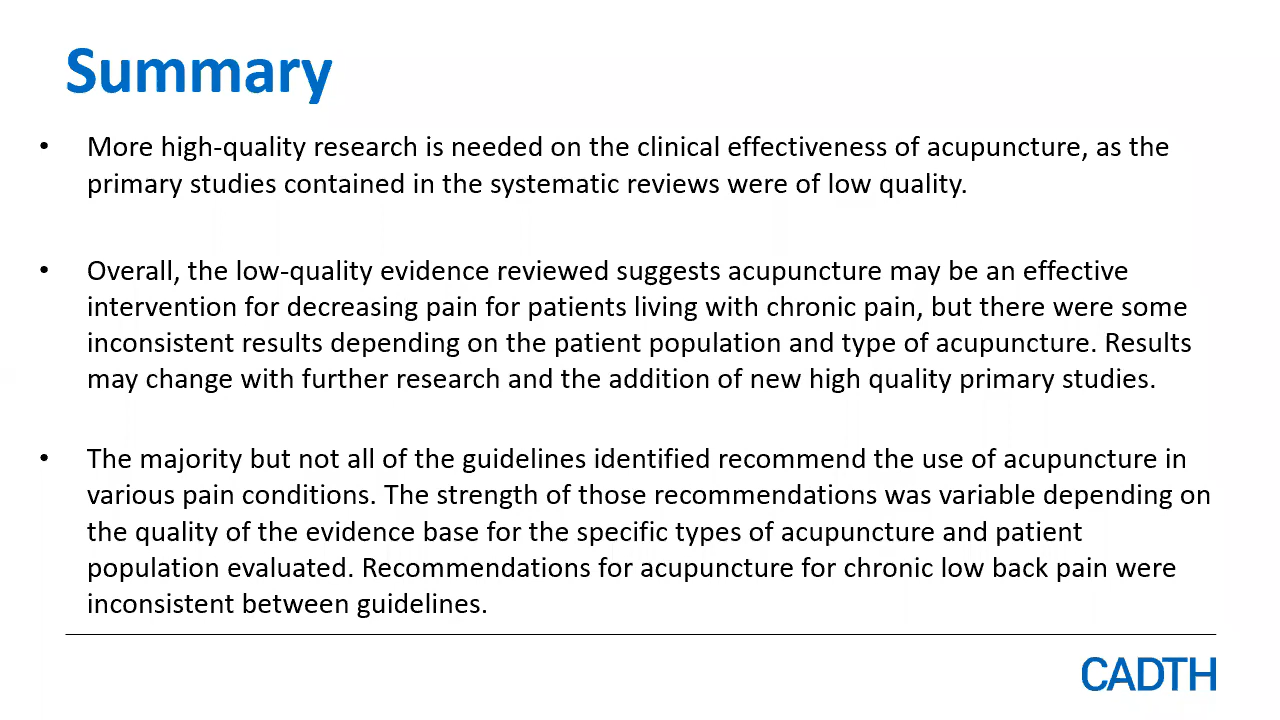 Summary
• More high-quality research is needed on the clinical effectiveness of acupuncture, as the
primary studies contained in the systematic reviews were of low quality.
• Overall, the low-quality evidence reviewed suggests acupuncture may be an effective
intervention for decreasing pain for patients living with chronic pain, but there were some
inconsistent results depending on the patient population and type of acupuncture. Results
may change with further research and the addition of new high quality primary studies.
• The majority but not all of the guidelines identified recommend the use of acupuncture in
various pain conditions. The strength of those recommendations was variable depending on
the quality of the evidence base for the specific types of acupuncture and patient
population evaluated. Recommendations for acupuncture for chronic low back pain were
inconsistent between guidelines.
CADTH